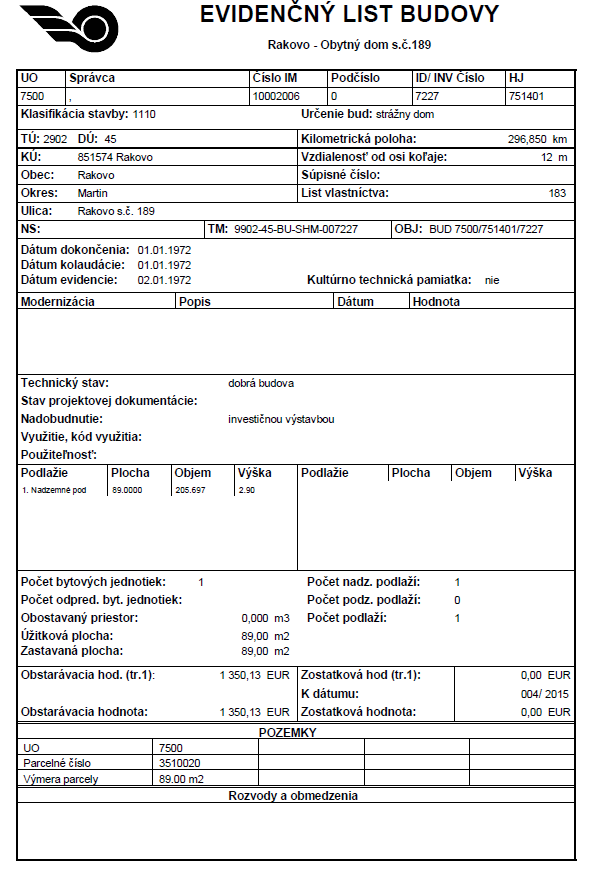 EVIDENČNÝ LIST BUDOVY
Rakovo - Obytný dom s.č.189
UO Správca Číslo IM Podčíslo ID/ INV Číslo HJ
7500 , 10002006 0 7227 751401
Klasifikácia stavby: 1110 Určenie bud: strážny dom
TÚ: 2902 DÚ: 45 Kilometrická poloha: 296,850 km
KÚ: 851574 Rakovo Vzdialenosť od osi koľaje: 12 m
Obec: Rakovo Súpisné číslo:
Okres: Martin List vlastníctva: 183
Ulica: Rakovo s.č. 189
NS: TM: 9902-45-BU-SHM-007227 OBJ: BUD 7500/751401/7227
Dátum dokončenia: 01.01.1972
Dátum kolaudácie: 01.01.1972
Dátum evidencie: 02.01.1972 Kultúrno technická pamiatka: nie
Modernizácia Popis Dátum Hodnota
Technický stav: dobrá budova
Stav projektovej dokumentácie:
Nadobudnutie: investičnou výstavbou
Využitie, kód využitia:
Použiteľnosť:
Podlažie Plocha Objem Výška Podlažie Plocha Objem Výška
1. Nadzemné pod 89.0000 205.697 2.90
Počet bytových jednotiek: 1 Počet nadz. podlaží: 1
Počet odpred. byt. jednotiek: Počet podz. podlaží: 0
Obostavaný priestor: 0,000 m3 Počet podlaží: 1
Úžitková plocha: 89,00 m2
Zastavaná plocha: 89,00 m2
Obstarávacia hod. (tr.1): 1 350,13 EUR Zostatková hod (tr.1): 0,00 EUR
K dátumu: 004/ 2015
Obstarávacia hodnota: 1 350,13 EUR Zostatková hodnota: 0,00 EUR
POZEMKY
UO 7500
Parcelné číslo 3510020
Výmera parcely 89.00 m2
Rozvody a obmedzenia